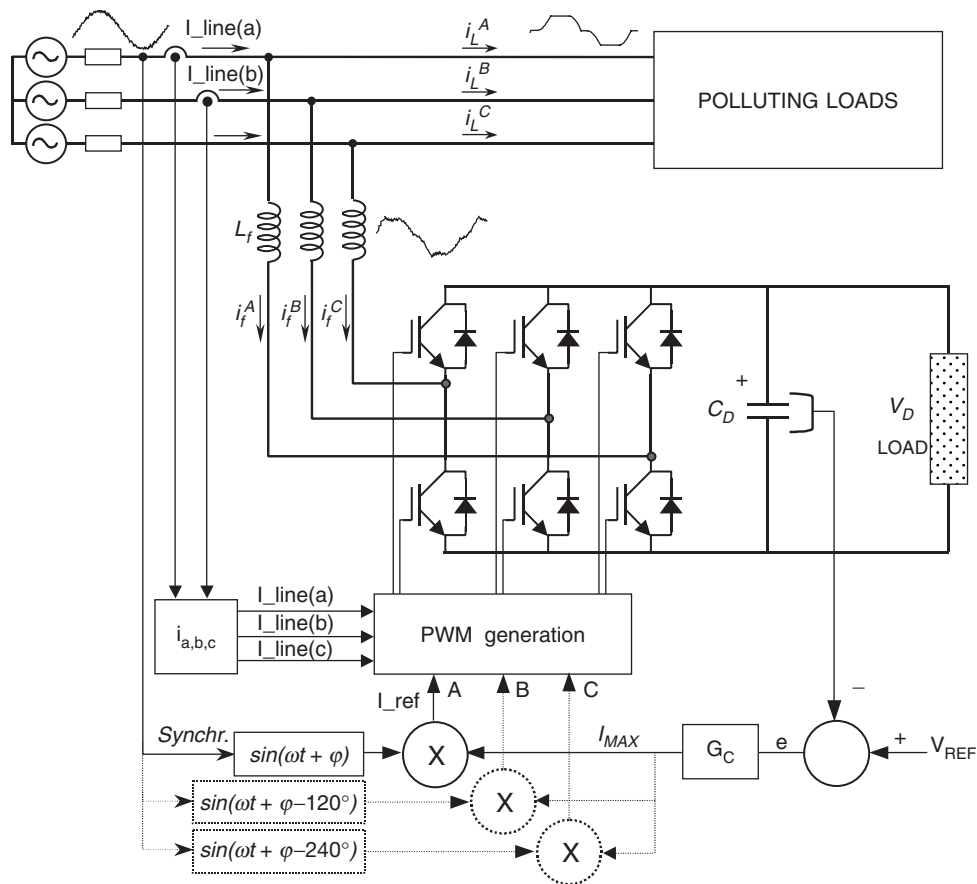 I_line(a)
i_L^A
I_line(b)
i_L^B
i_L^C
POLLUTING LOADS
L_f
i_f^A
i_f^B
i_f^C
+
C_D
V_D
LOAD
I_line(a)
I_line(b)
I_line(c)
i_a,b,c
PWM generation
I_ref
A
B
C
−
Synchr.
sin(ωt + φ)
X
I_MAX
G_C
e
+
V_REF
sin(ωt + φ–120°)
X
sin(ωt + φ–240°)
X